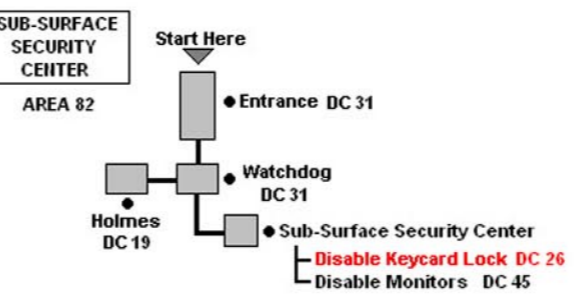 SUB-SURFACE
SECURITY
CENTER
AREA 82
Start Here
Entrance DC 31
Watchdog
DC 31
Holmes
DC 19
Sub-Surface Security Center
Disable Keycard Lock DC 26
Disable Monitors DC 45